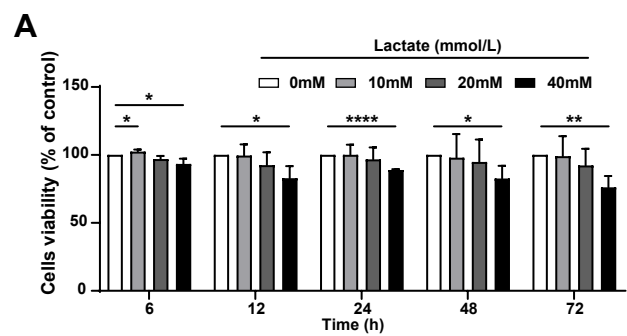 A
Lactate (mmol/L)
0mM 10mM 20mM 40mM
Cells viability (% of control)
150
100
50
0
* * * **** * **
6 12 24 48 72
Time (h)